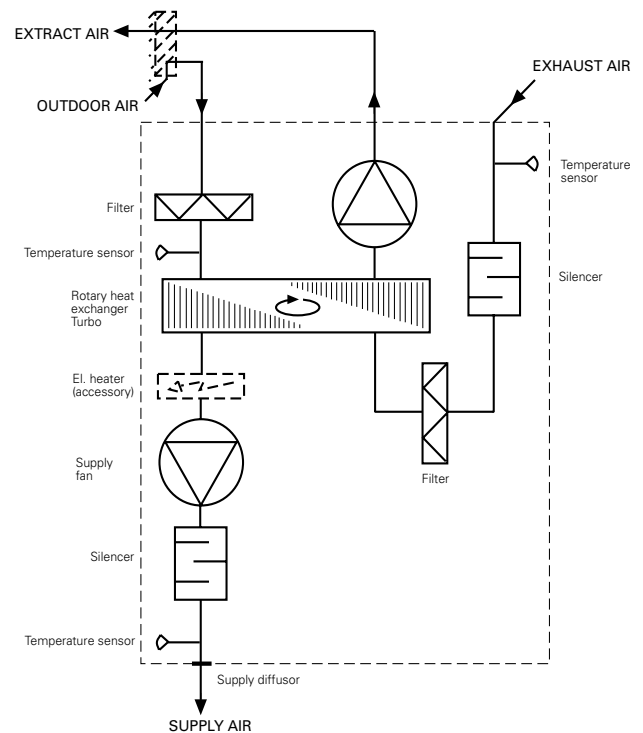 EXTRACT AIR
EXHAUST AIR
OUTDOOR AIR
Temperature
sensor
Filter
Temperature sensor
Silencer
Rotary heat
exchanger
Turbo
El. heater
(accessory)
Supply
fan
Filter
Silencer
Temperature sensor
Supply diffusor
SUPPLY AIR